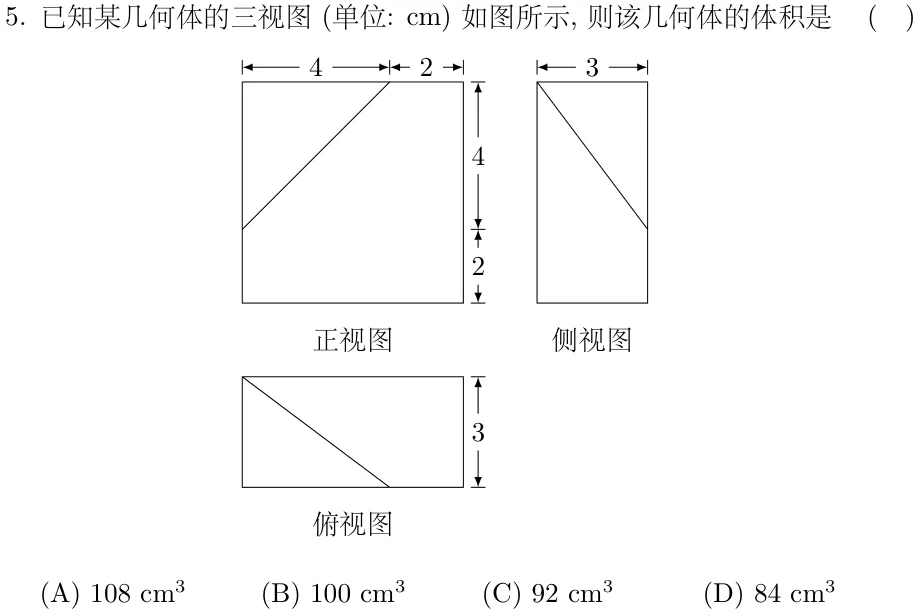 5. 已知某几何体的三视图 (单位: cm) 如图所示, 则该几何体的体积是 ( )
4 2 3
4
2
正视图 侧视图
3
俯视图
(A) 108 cm³ (B) 100 cm³ (C) 92 cm³ (D) 84 cm³